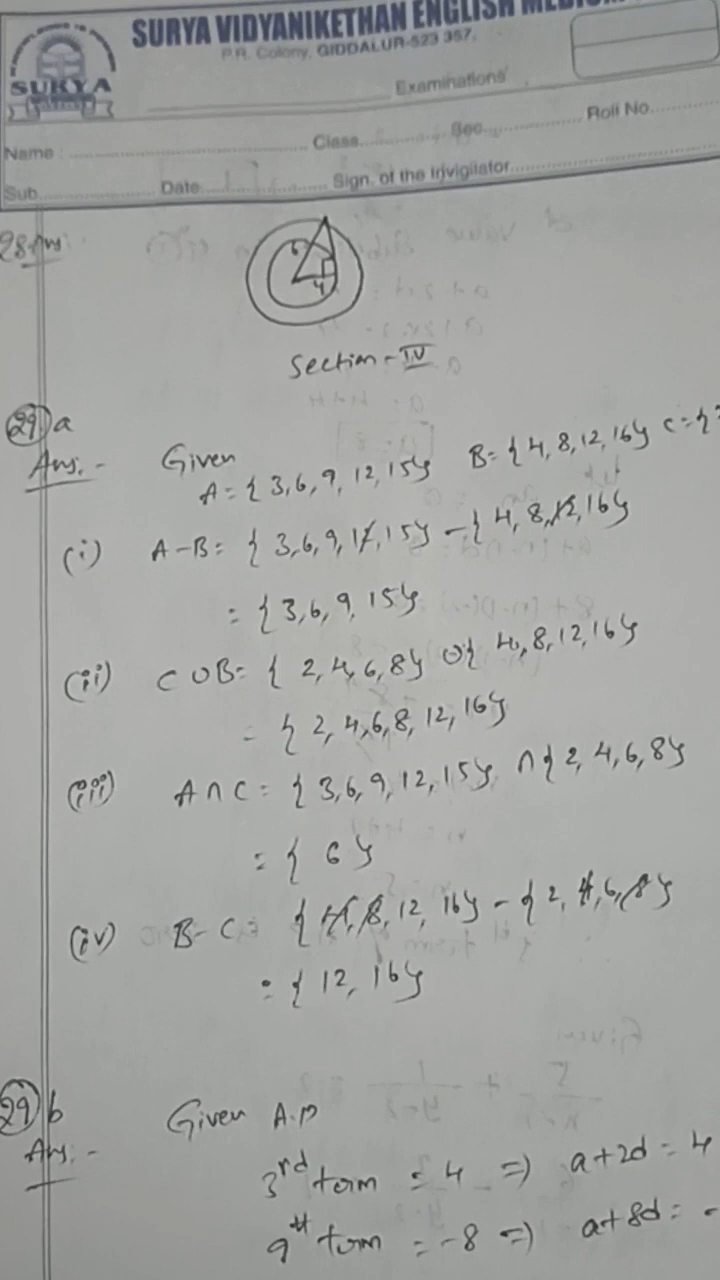 SURYA VIDYANIKETHAN ENGLISH
P.R. Colony, GIDDALUR-523 357.
SURYA
Examinations
Name : Class Sec Roll No
Sub Date Sign. of the Invigilator
28 Ans:
6
4
Section - IV
29) a
Ans. - Given
A = { 3, 6, 9, 12, 15} B = { 4, 8, 12, 16} C = {
(i) A-B = { 3, 6, 9, 12, 15} - { 4, 8, 12, 16}
= { 3, 6, 9, 15}
(ii) C ∪ B = { 2, 4, 6, 8} ∪ { 4, 8, 12, 16}
= { 2, 4, 6, 8, 12, 16}
(iii) A ∩ C = { 3, 6, 9, 12, 15} ∩ { 2, 4, 6, 8}
= { 6 }
(iv) B - C = { 4, 8, 12, 16} - { 2, 4, 6, 8}
= { 12, 16}
29) b Given A.P
Ans. -
3rd term = 4 => a+2d = 4
9th term = -8 => a+8d = -